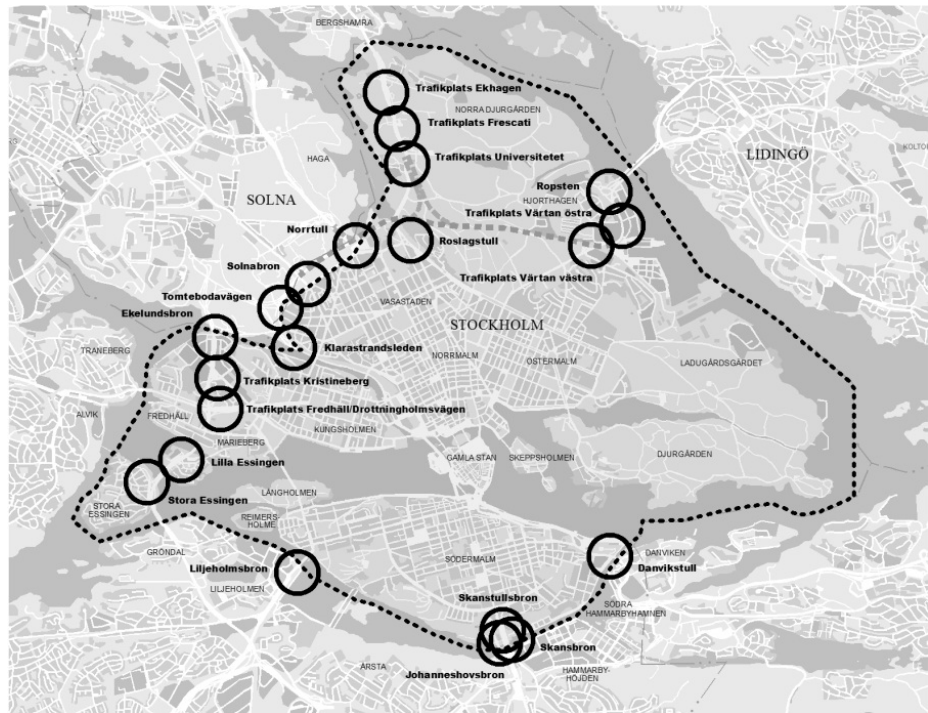 BERGSHAMRA
Trafikplats Ekhagen
NORRA DJURGÅRDEN
Trafikplats Frescati
HAGA
Trafikplats Universitetet
LIDINGÖ
SOLNA
Ropsten
HJORTHAGEN
Trafikplats Värtan östra
Norrtull
Roslagstull
Solnabron
Trafikplats Värtan västra
Tomtebodavägen
VASASTADEN
Ekelundsbron
STOCKHOLM
TRANEBERG
Klarastrandsleden
NORRMALM
ÖSTERMALM
LADUGÅRDSGÄRDET
Trafikplats Kristineberg
ALVIK
FREDHÄLL
Trafikplats Fredhäll/Drottningholmsvägen
KUNGSHOLMEN
MARIEBERG
GAMLA STAN
SKEPPSHOLMEN
DJURGÅRDEN
Lilla Essingen
LÅNGHOLMEN
Stora Essingen
STORA
ESSINGEN
REIMERS-
HOLME
GRÖNDAL
SÖDERMALM
DANVIKEN
Liljeholmsbron
Danvikstull
LILJEHOLMEN
Skanstullsbron
SÖDRA
HAMMARBYHAMNEN
Skansbron
ÅRSTA
Johanneshovsbron
HAMMARBY-
HÖJDEN